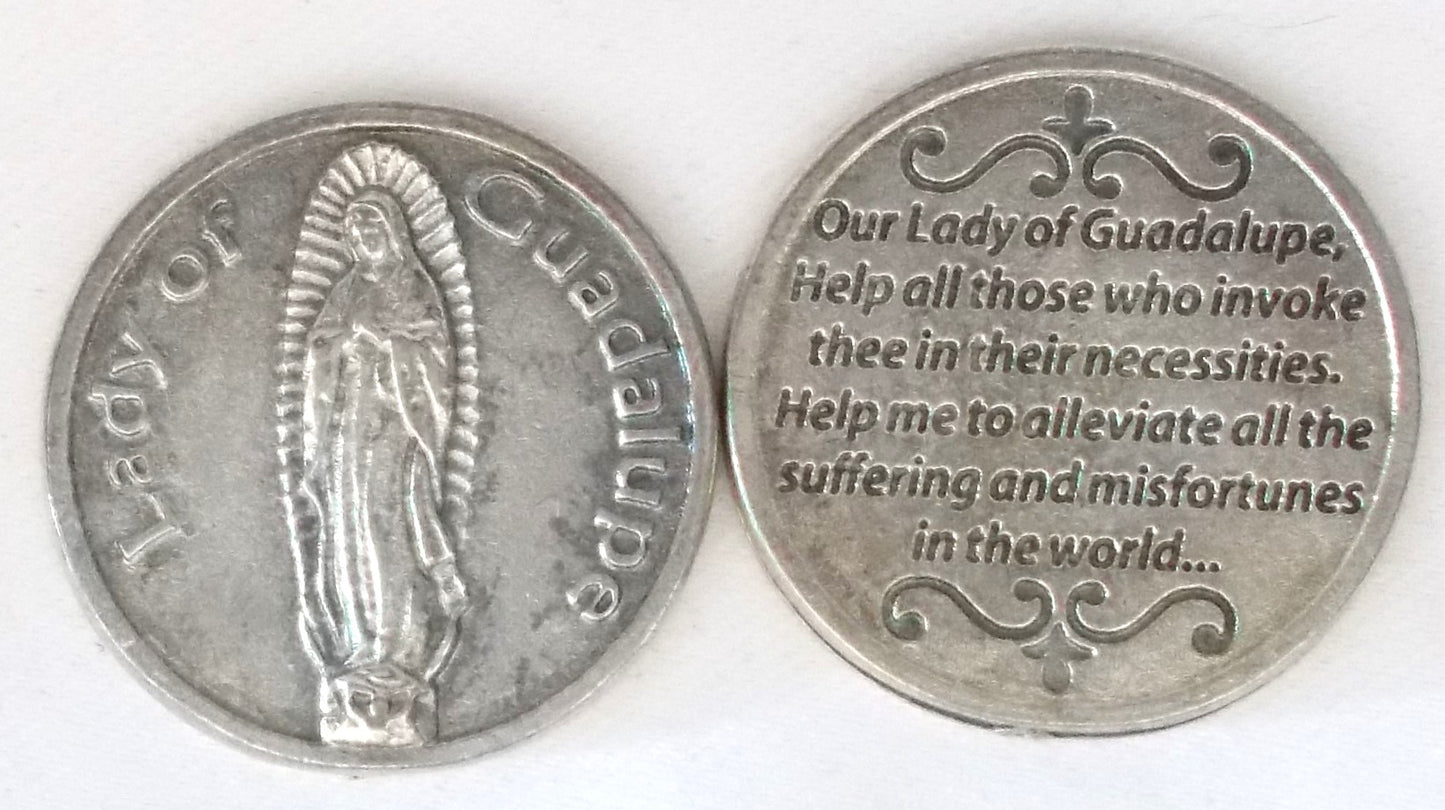 Lady of Guadalupe
Our Lady of Guadalupe,
Help all those who invoke
thee in their necessities.
Help me to alleviate all the
suffering and misfortunes
in the world...